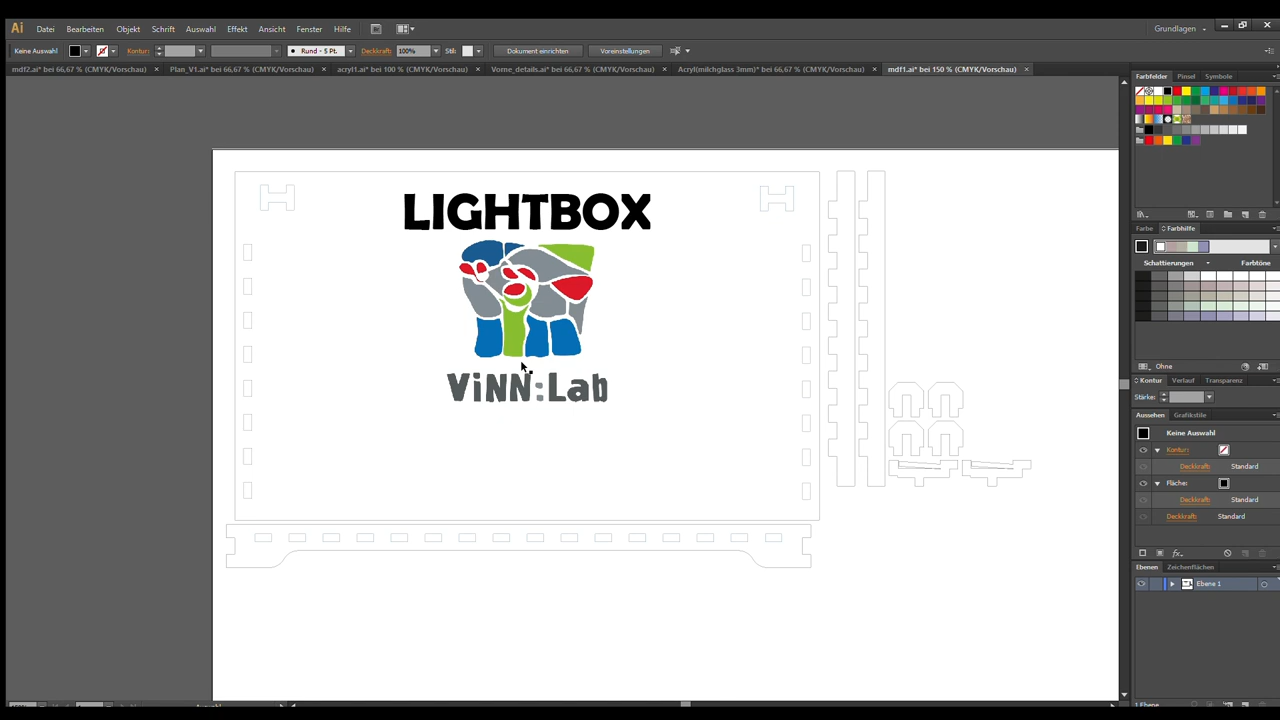 Ai Datei Bearbeiten Objekt Schrift Auswahl Effekt Ansicht Fenster Hilfe Grundlagen
Keine Auswahl Kontur: Rund - 5 Pt. Deckkraft: 100% Stil: Dokument einrichten Voreinstellungen
mdf2.ai* bei 66,67 % (CMYK/Vorschau) Plan_V1.ai* bei 66,67 % (CMYK/Vorschau) acryl1.ai* bei 100 % (CMYK/Vorschau) Vorne_details.ai* bei 66,67 % (CMYK/Vorschau) Acryl(milchglass 3mm)* bei 66,67 % (CMYK/Vorschau) mdf1.ai* bei 150 % (CMYK/Vorschau)
Farbfelder Pinsel Symbole
LIGHTBOX
ViNN:Lab
Farbe Farbhilfe
Schattierungen Farbtöne
Ohne
Kontur Verlauf Transparenz
Stärke:
Aussehen Grafikstile
Keine Auswahl
Kontur:
Deckkraft: Standard
Fläche:
Deckkraft: Standard
Deckkraft: Standard
Ebenen Zeichenflächen
Ebene 1
1 Ebene